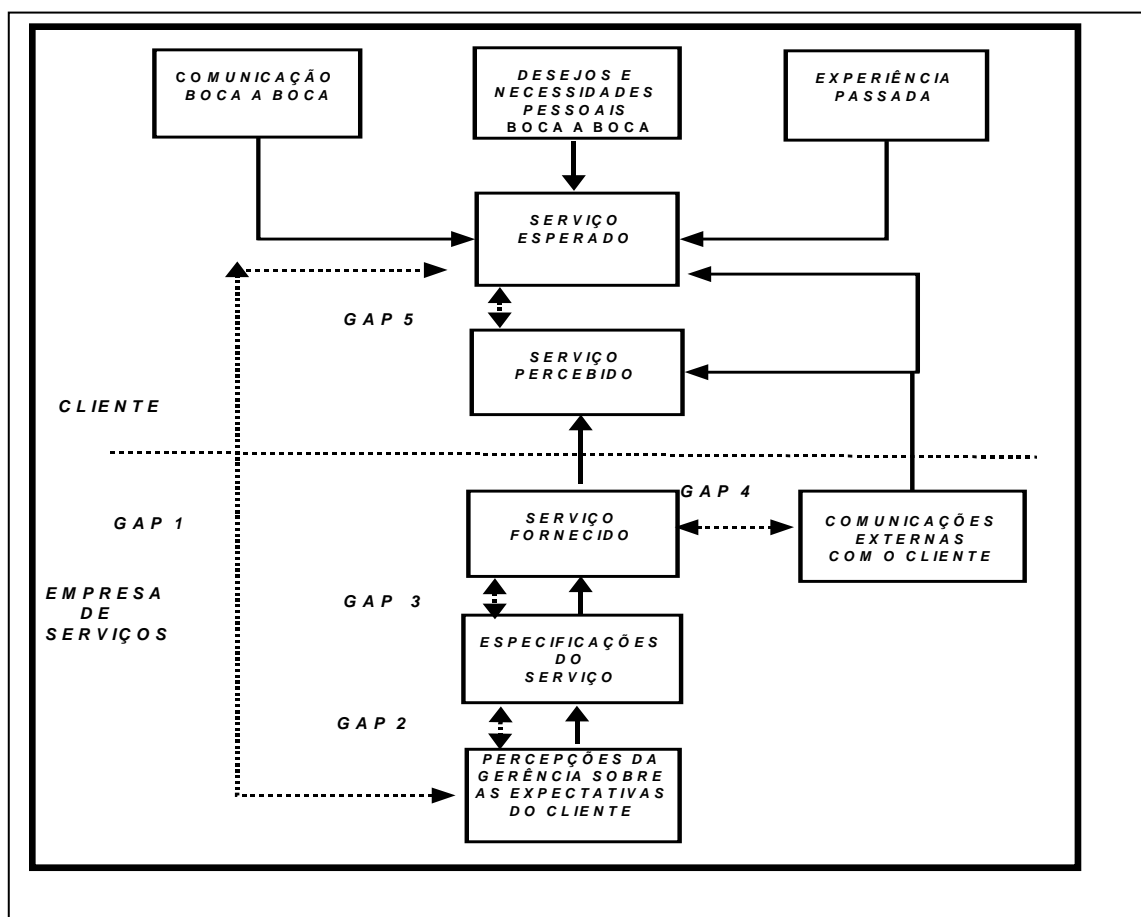 COMUNICAÇÃO
BOCA A BOCA
DESEJOS E
NECESSIDADES
PESSOAIS
BOCA A BOCA
EXPERIÊNCIA
PASSADA
SERVIÇO
ESPERADO
GAP 5
SERVIÇO
PERCEBIDO
CLIENTE
GAP 4
GAP 1
SERVIÇO
FORNECIDO
COMUNICAÇÕES
EXTERNAS
COM O CLIENTE
EMPRESA
DE
SERVIÇOS
GAP 3
ESPECIFICAÇÕES
DO
SERVIÇO
GAP 2
PERCEPÇÕES DA
GERÊNCIA SOBRE
AS EXPECTATIVAS
DO CLIENTE